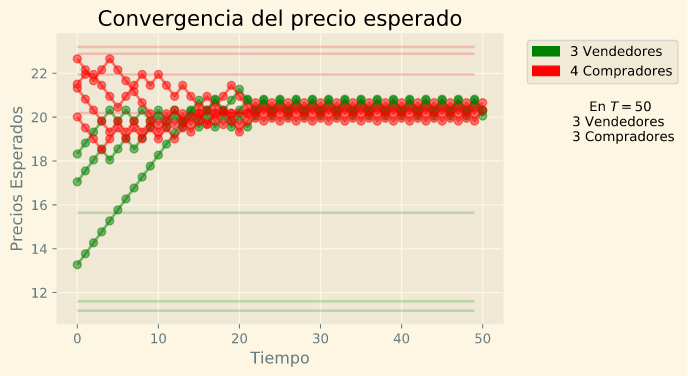 Convergencia del precio esperado
3 Vendedores
4 Compradores
En T = 50
3 Vendedores
3 Compradores
Precios Esperados
22
20
18
16
14
12
0 10 20 30 40 50
Tiempo